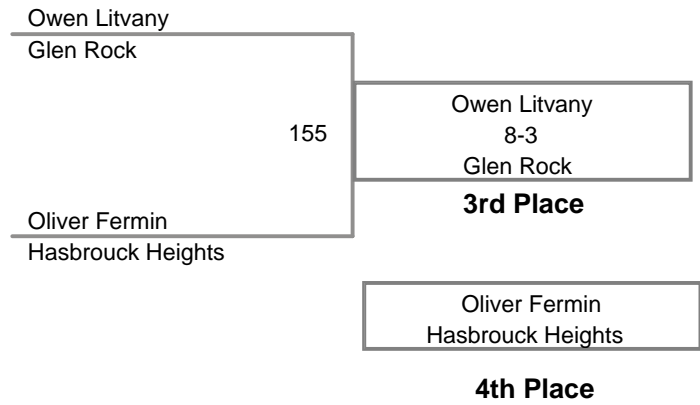 Owen Litvany
Glen Rock
155
Owen Litvany
8-3
Glen Rock
3rd Place
Oliver Fermin
Hasbrouck Heights
Oliver Fermin
Hasbrouck Heights
4th Place